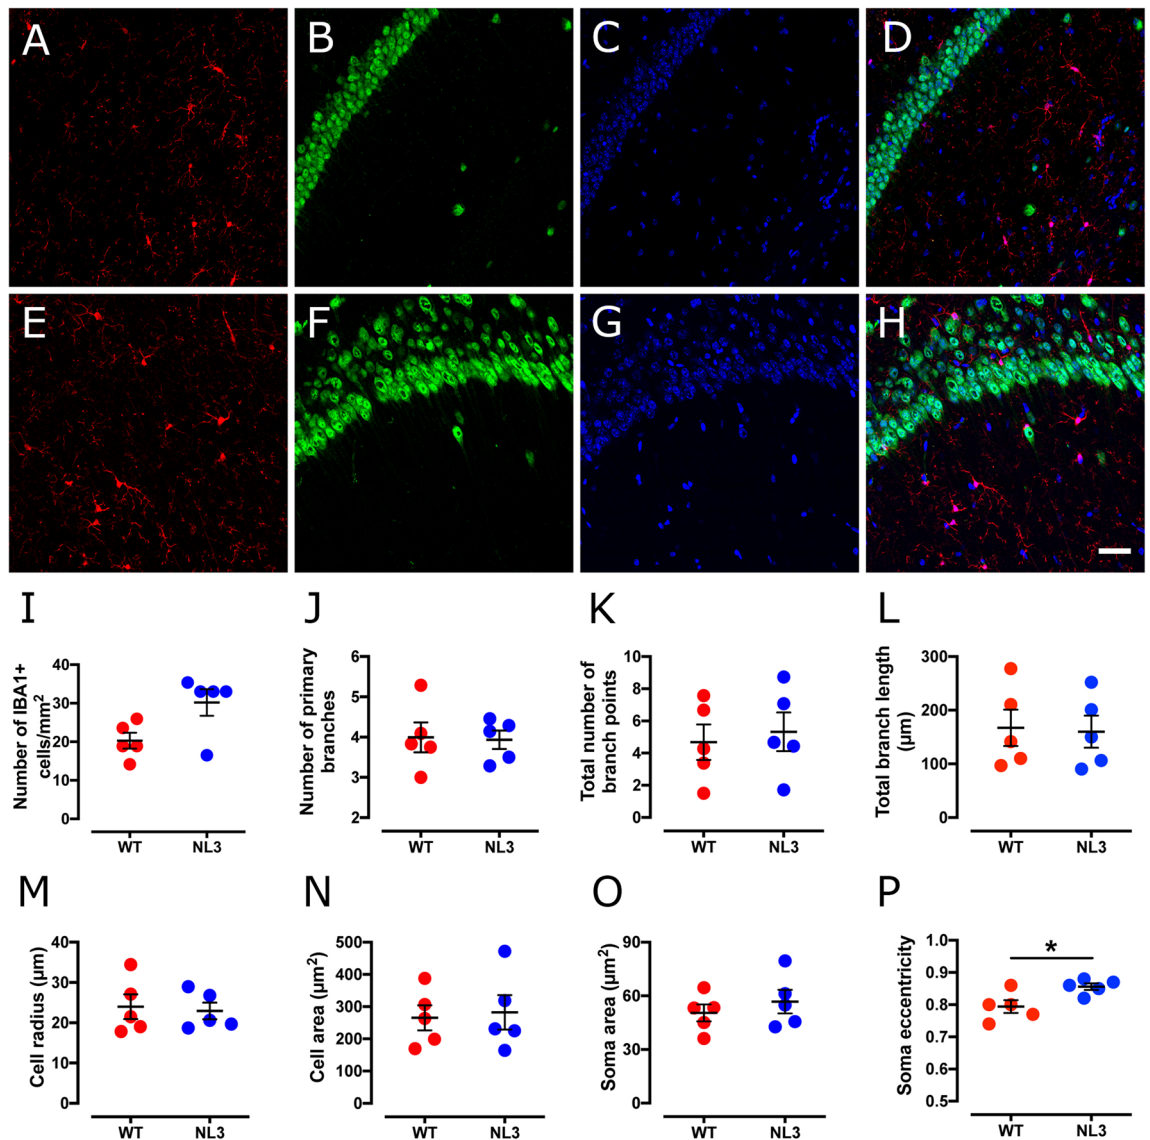 A B C D
E F G H
I J K L
Number of IBA1+
cells/mm²
40
30
20
10
0
WT NL3
Number of primary
branches
6
5
4
3
2
WT NL3
Total number of
branch points
10
8
6
4
2
0
WT NL3
Total branch length
(μm)
300
200
100
0
WT NL3
M N O P
Cell radius (μm)
40
30
20
10
0
WT NL3
Cell area (μm²)
500
400
300
200
100
0
WT NL3
Soma area (μm²)
90
60
30
0
WT NL3
Soma eccentricity
1.0
0.9
0.8
0.7
0.6
0.5
*
WT NL3